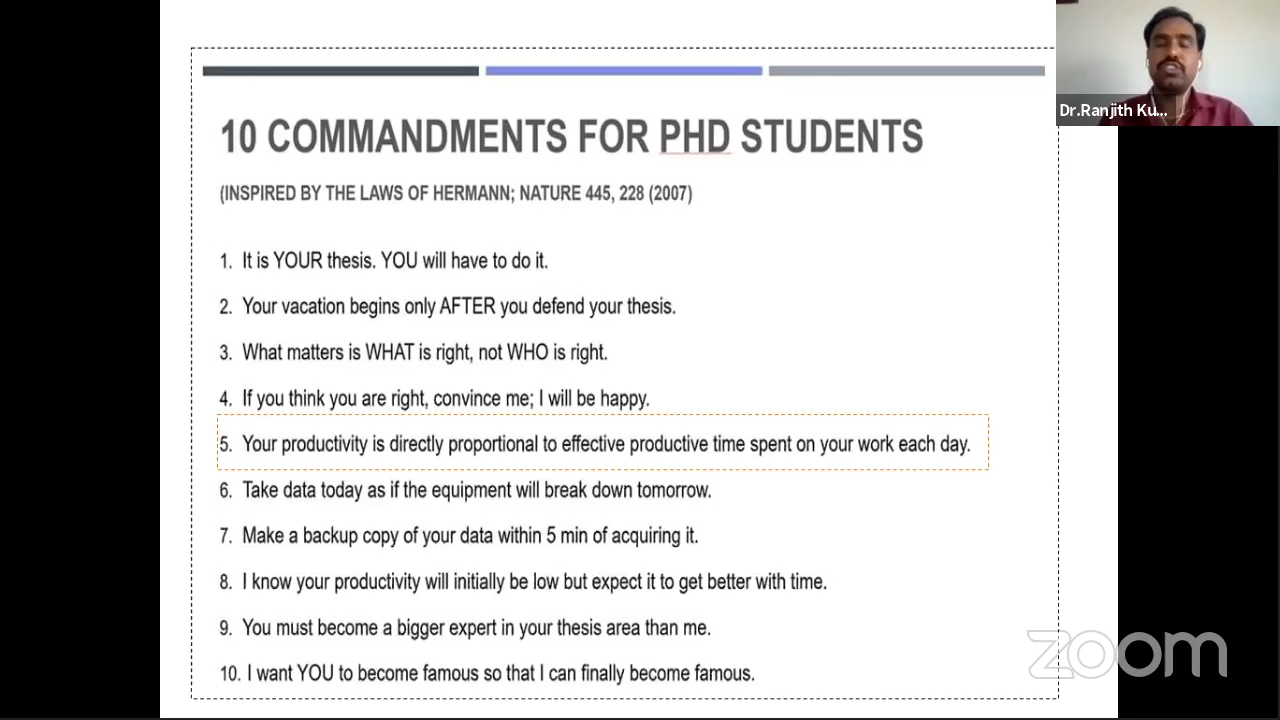 Dr.Ranjith Ku...
10 COMMANDMENTS FOR PHD STUDENTS
(INSPIRED BY THE LAWS OF HERMANN; NATURE 445, 228 (2007)
1. It is YOUR thesis. YOU will have to do it.
2. Your vacation begins only AFTER you defend your thesis.
3. What matters is WHAT is right, not WHO is right.
4. If you think you are right, convince me; I will be happy.
5. Your productivity is directly proportional to effective productive time spent on your work each day.
6. Take data today as if the equipment will break down tomorrow.
7. Make a backup copy of your data within 5 min of acquiring it.
8. I know your productivity will initially be low but expect it to get better with time.
9. You must become a bigger expert in your thesis area than me.
10. I want YOU to become famous so that I can finally become famous.
zoom